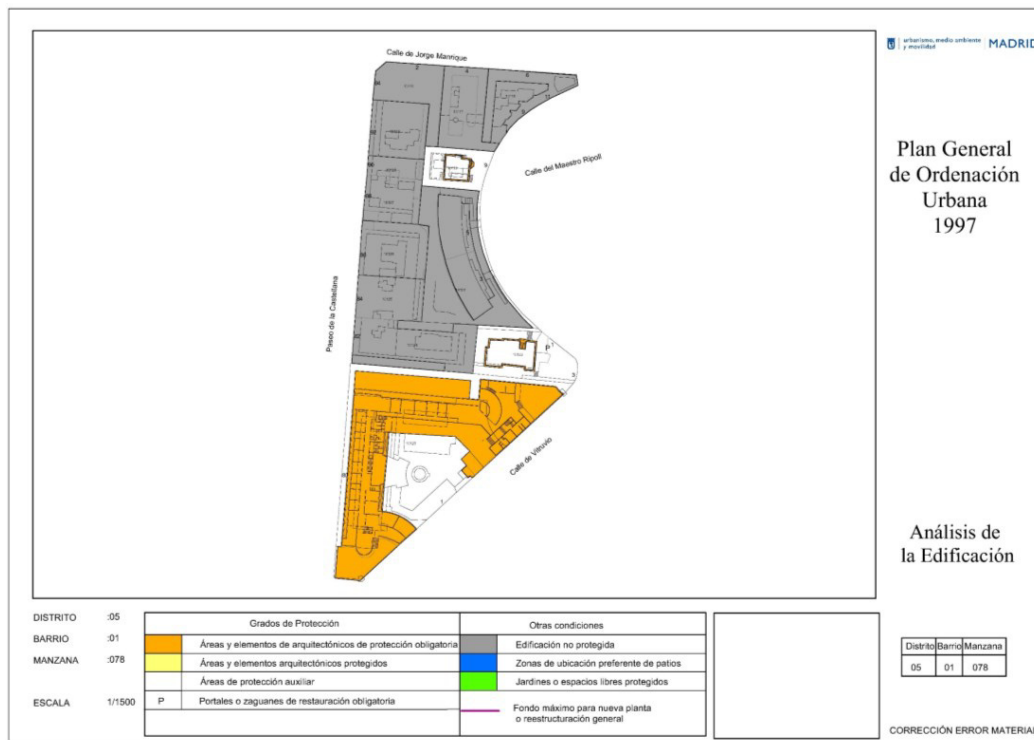 urbanismo, medio ambiente
y movilidad
MADRID
Plan General
de Ordenación
Urbana
1997
Análisis de
la Edificación
Calle de Jorge Manrique
Calle del Maestro Ripoll
Paseo de la Castellana
Calle de Vitruvio
P
DISTRITO :05
BARRIO :01
MANZANA :078
ESCALA 1/1500
Grados de Protección
Áreas y elementos de arquitectónicos de protección obligatoria
Áreas y elementos arquitectónicos protegidos
Áreas de protección auxiliar
P Portales o zaguanes de restauración obligatoria
Otras condiciones
Edificación no protegida
Zonas de ubicación preferente de patios
Jardines o espacios libres protegidos
Fondo máximo para nueva planta
o reestructuración general
Distrito Barrio Manzana
05 01 078
CORRECCIÓN ERROR MATERIAL